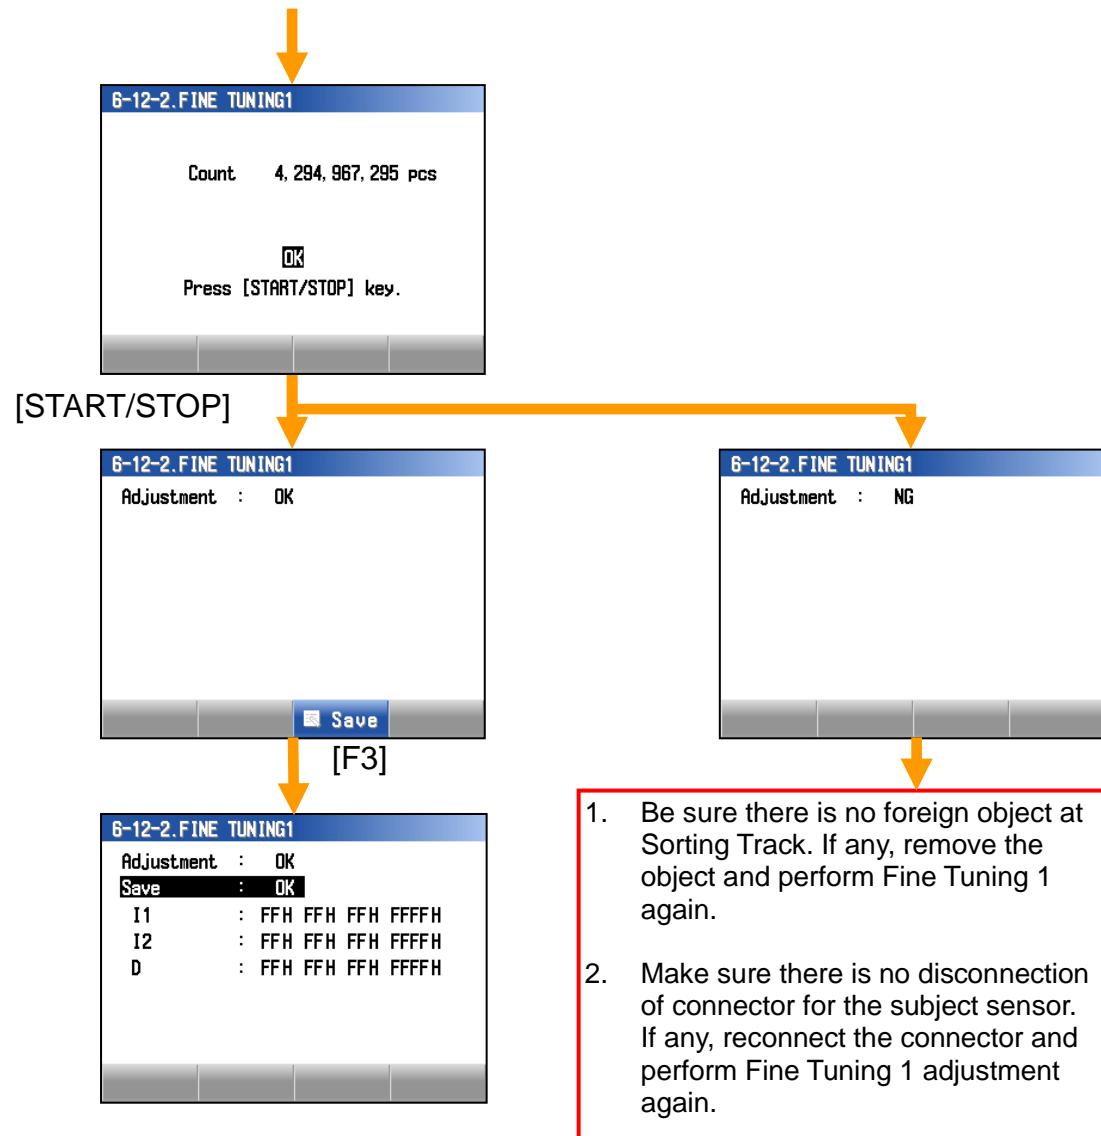 6-12-2.FINE TUNING1
Count 4,294,967,295 pcs
OK
Press [START/STOP] key.
[START/STOP]
6-12-2.FINE TUNING1
Adjustment : OK
Save
[F3]
6-12-2.FINE TUNING1
Adjustment : NG
6-12-2.FINE TUNING1
Adjustment : OK
Save : OK
I1 : FFH FFH FFH FFFFH
I2 : FFH FFH FFH FFFFH
D : FFH FFH FFH FFFFH
1. Be sure there is no foreign object at
Sorting Track. If any, remove the
object and perform Fine Tuning 1
again.
2. Make sure there is no disconnection
of connector for the subject sensor.
If any, reconnect the connector and
perform Fine Tuning 1 adjustment
again.